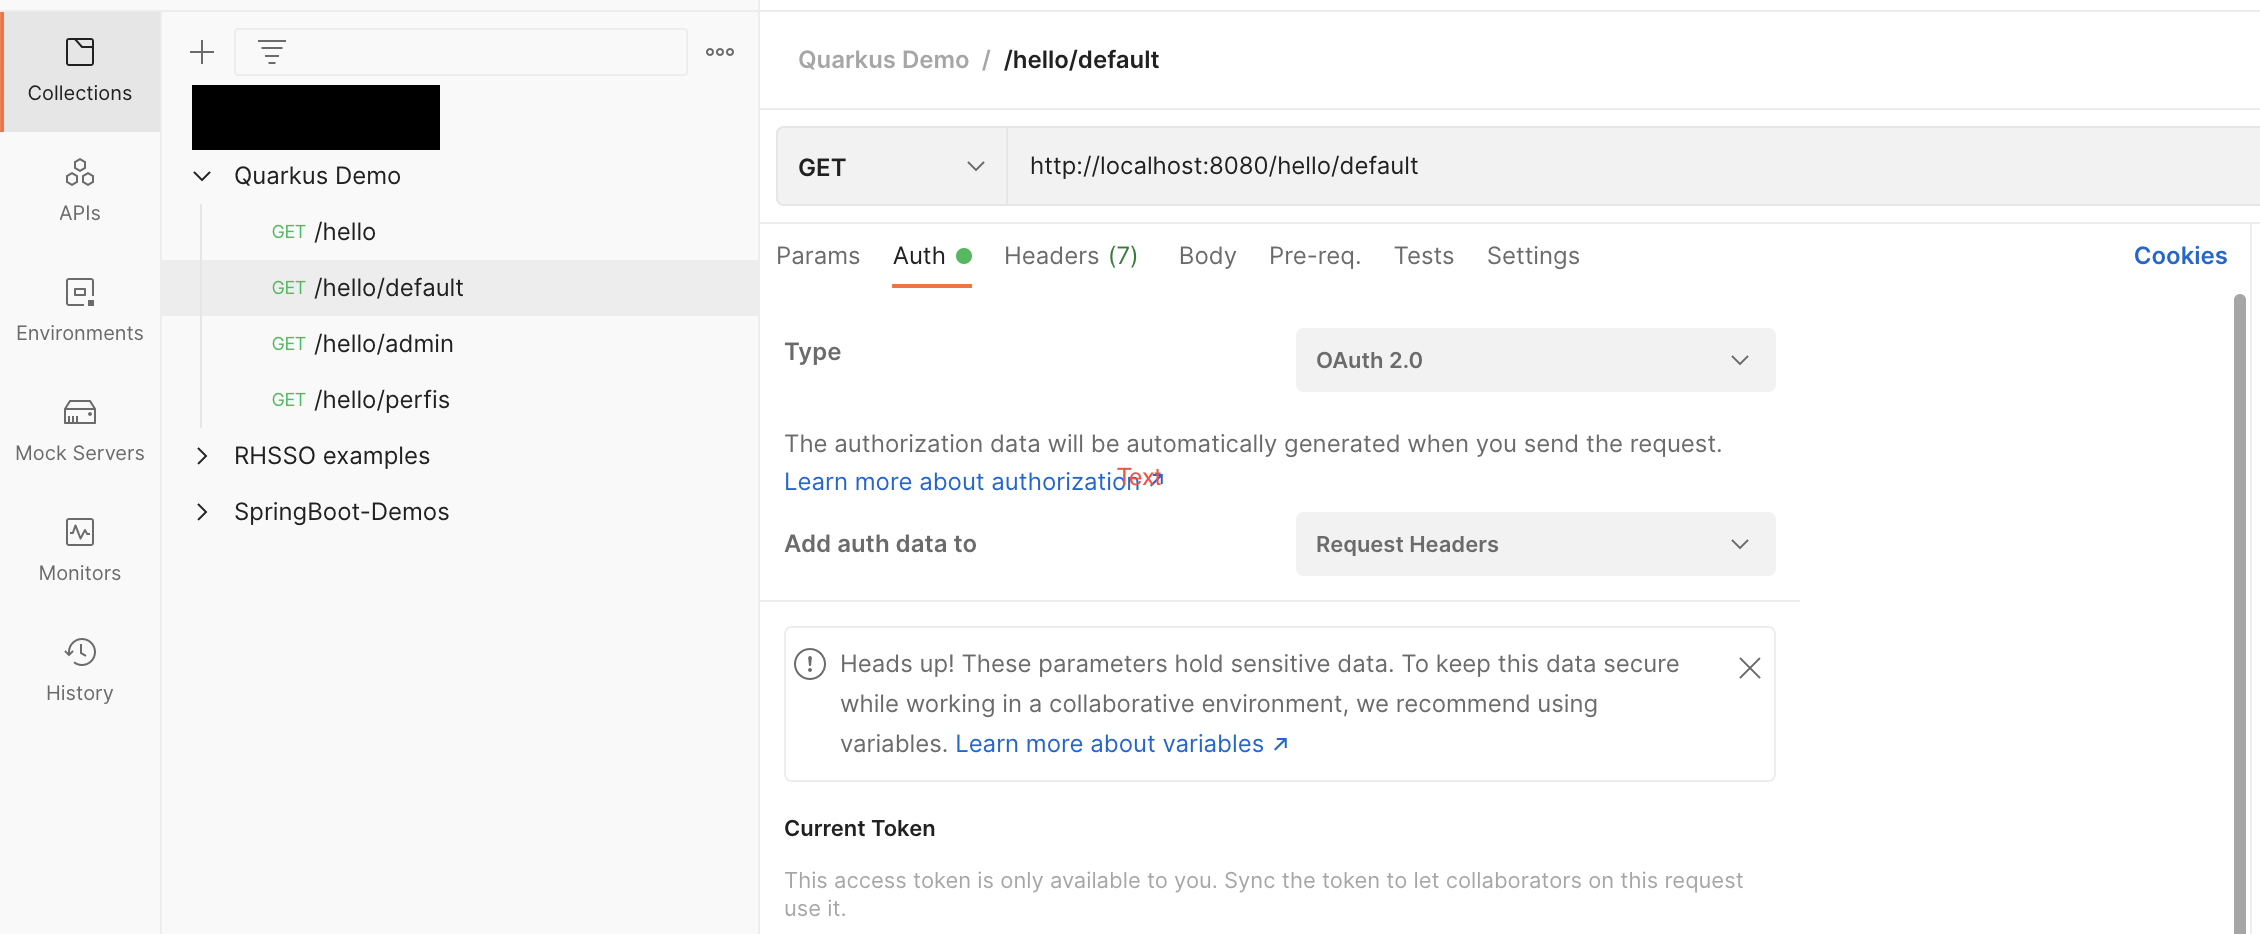 Collections
APIs
Environments
Mock Servers
Monitors
History
Quarkus Demo
GET /hello
GET /hello/default
GET /hello/admin
GET /hello/perfis
RHSSO examples
SpringBoot-Demos
Quarkus Demo / /hello/default
GET http://localhost:8080/hello/default
Params Auth Headers (7) Body Pre-req. Tests Settings Cookies
Type OAuth 2.0
The authorization data will be automatically generated when you send the request.
Learn more about authorization ↗
Text
Add auth data to Request Headers
Heads up! These parameters hold sensitive data. To keep this data secure
while working in a collaborative environment, we recommend using
variables. Learn more about variables ↗
Current Token
This access token is only available to you. Sync the token to let collaborators on this request
use it.